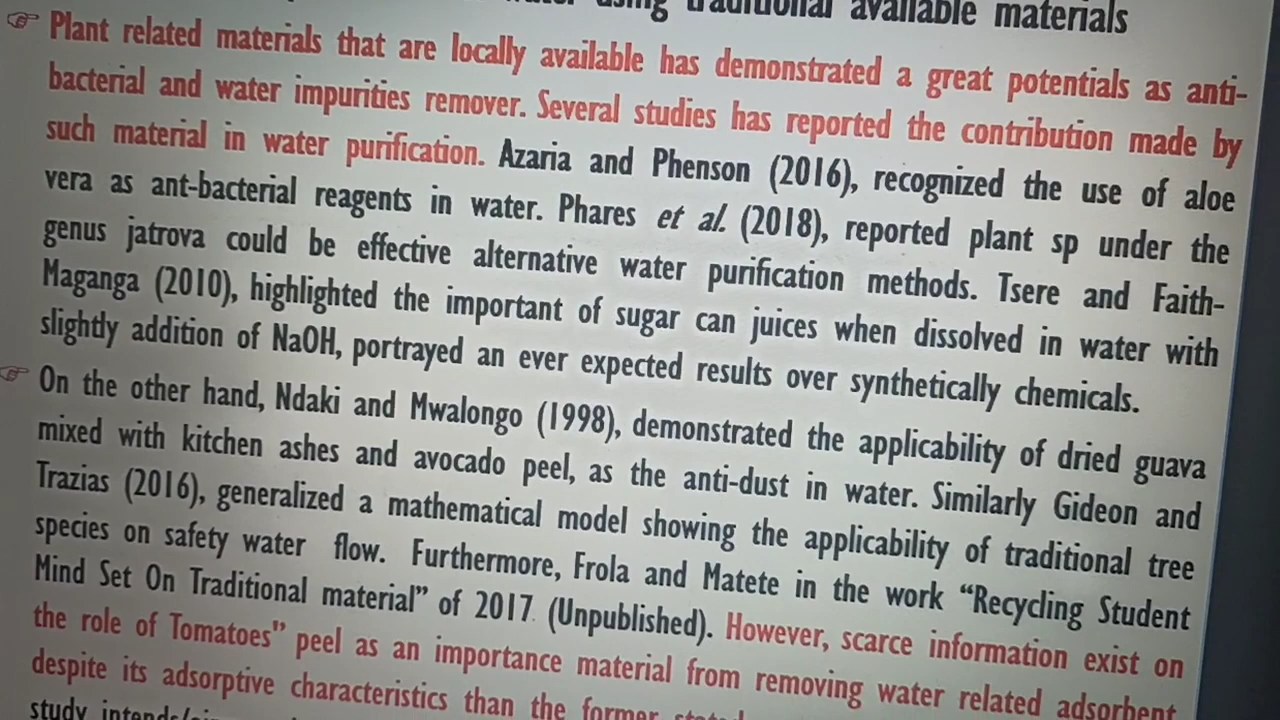 using traditional available materials
☞ Plant related materials that are locally available has demonstrated a great potentials as anti-
bacterial and water impurities remover. Several studies has reported the contribution made by
such material in water purification. Azaria and Phenson (2016), recognized the use of aloe
vera as ant-bacterial reagents in water. Phares et al. (2018), reported plant sp under the
genus jatrova could be effective alternative water purification methods. Tsere and Faith-
Maganga (2010), highlighted the important of sugar can juices when dissolved in water with
slightly addition of NaOH, portrayed an ever expected results over synthetically chemicals.
☞ On the other hand, Ndaki and Mwalongo (1998), demonstrated the applicability of dried guava
mixed with kitchen ashes and avocado peel, as the anti-dust in water. Similarly Gideon and
Trazias (2016), generalized a mathematical model showing the applicability of traditional tree
species on safety water flow. Furthermore, Frola and Matete in the work “Recycling Student
Mind Set On Traditional material” of 2017 (Unpublished). However, scarce information exist on
the role of Tomatoes" peel as an importance material from removing water related adsorbent
despite its adsorptive characteristics than the former
study